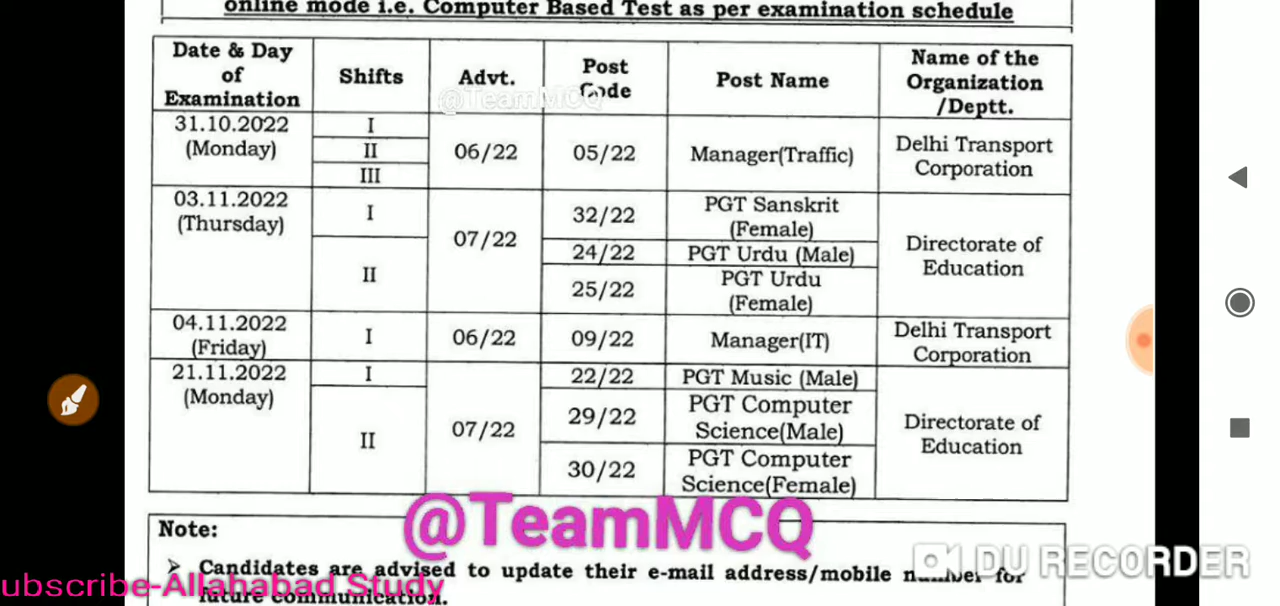 online mode i.e. Computer Based Test as per examination schedule
Date & Day of Examination Shifts Advt. Post Code Post Name Name of the Organization /Deptt.
@TeamMCQ
31.10.2022 (Monday) I II III 06/22 05/22 Manager(Traffic) Delhi Transport Corporation
03.11.2022 (Thursday) I 07/22 32/22 PGT Sanskrit (Female) Directorate of Education
II 24/22 PGT Urdu (Male)
25/22 PGT Urdu (Female)
04.11.2022 (Friday) I 06/22 09/22 Manager(IT) Delhi Transport Corporation
21.11.2022 (Monday) I 07/22 22/22 PGT Music (Male) Directorate of Education
II 29/22 PGT Computer Science(Male)
30/22 PGT Computer Science(Female)
@TeamMCQ
Note:
DU RECORDER
➢ Candidates are advised to update their e-mail address/mobile number for
future communication.
ubscribe-Allahabad Study